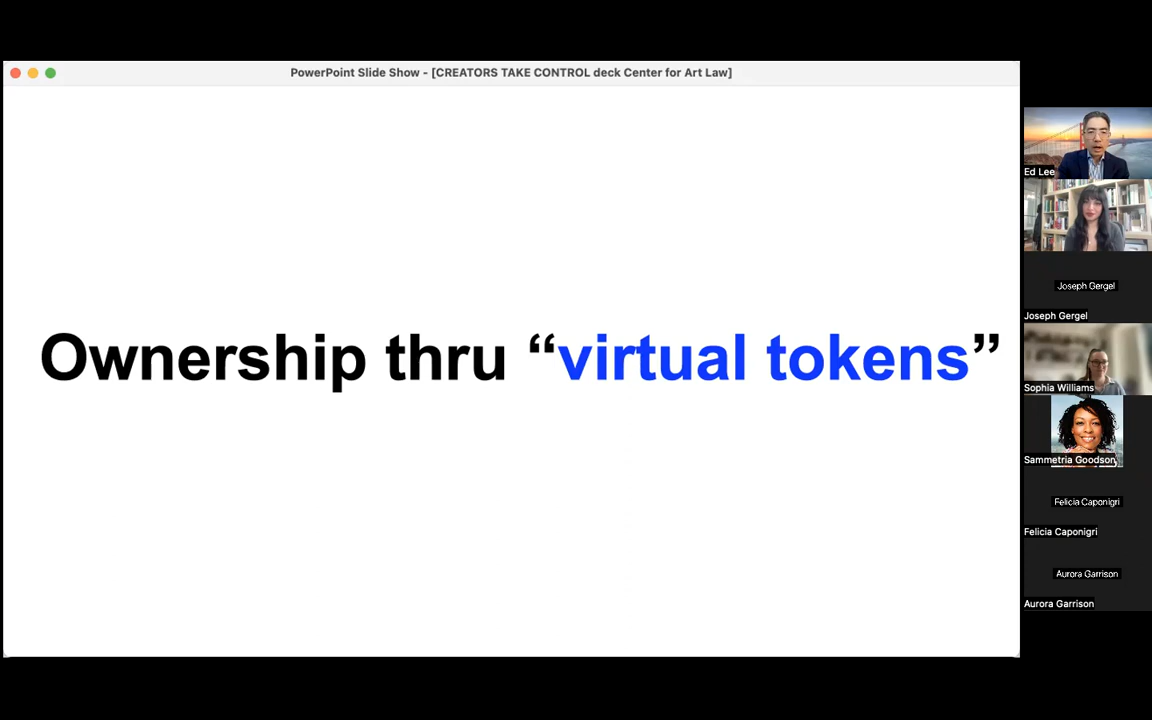 PowerPoint Slide Show - [CREATORS TAKE CONTROL deck Center for Art Law]
Ownership thru “virtual tokens”
Ed Lee
Joseph Gergel
Joseph Gergel
Sophia Williams
Sammetria Goodson
Felicia Caponigri
Felicia Caponigri
Aurora Garrison
Aurora Garrison